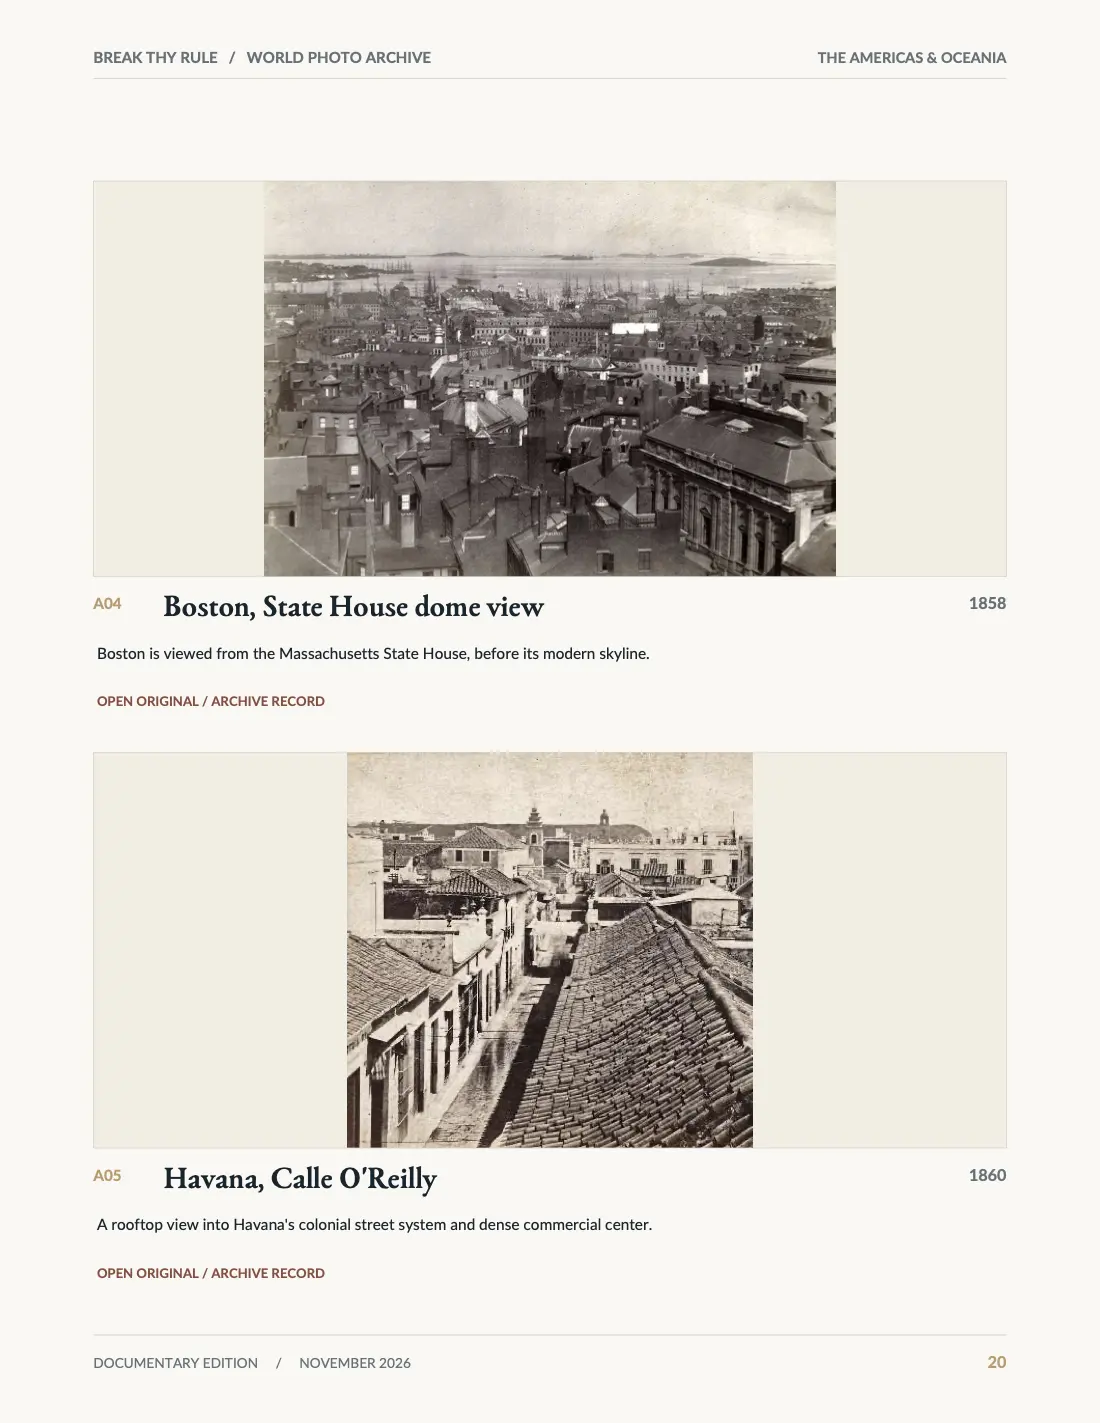 BREAK THY RULE / WORLD PHOTO ARCHIVE
THE AMERICAS & OCEANIA
A04 Boston, State House dome view 1858
Boston is viewed from the Massachusetts State House, before its modern skyline.
OPEN ORIGINAL / ARCHIVE RECORD
A05 Havana, Calle O'Reilly 1860
A rooftop view into Havana's colonial street system and dense commercial center.
OPEN ORIGINAL / ARCHIVE RECORD
DOCUMENTARY EDITION / NOVEMBER 2026
20